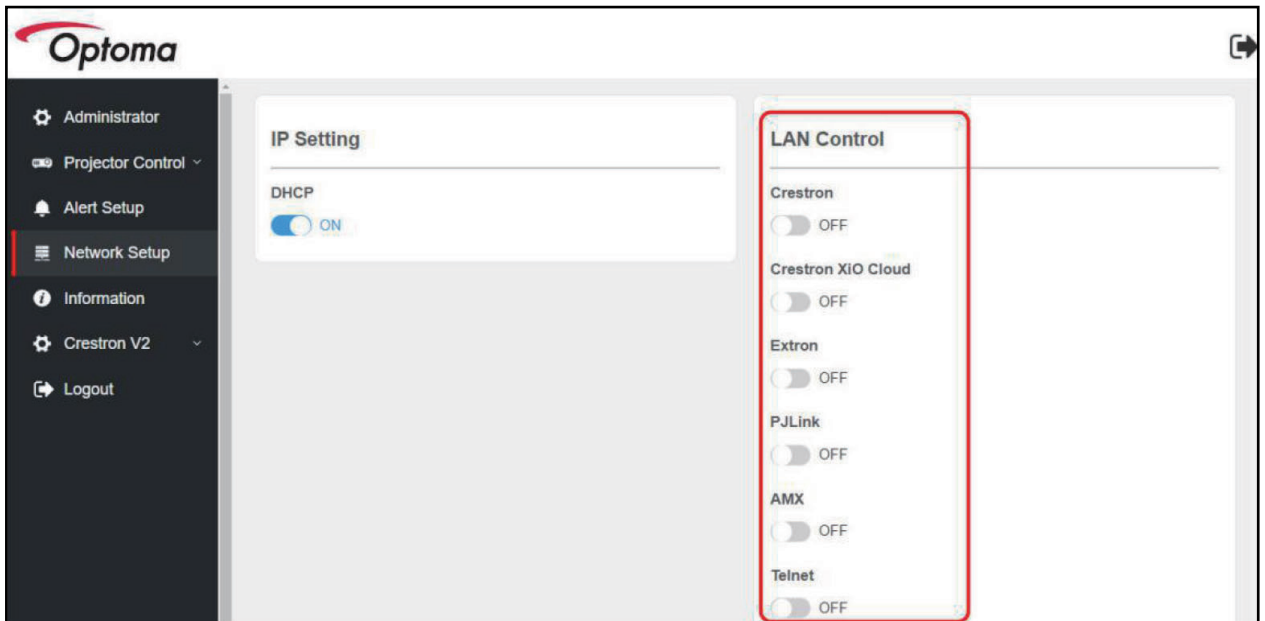 Optoma
Administrator
Projector Control
Alert Setup
Network Setup
Information
Crestron V2
Logout
IP Setting
DHCP
ON
LAN Control
Crestron
OFF
Crestron XiO Cloud
OFF
Extron
OFF
PJLink
OFF
AMX
OFF
Telnet
OFF